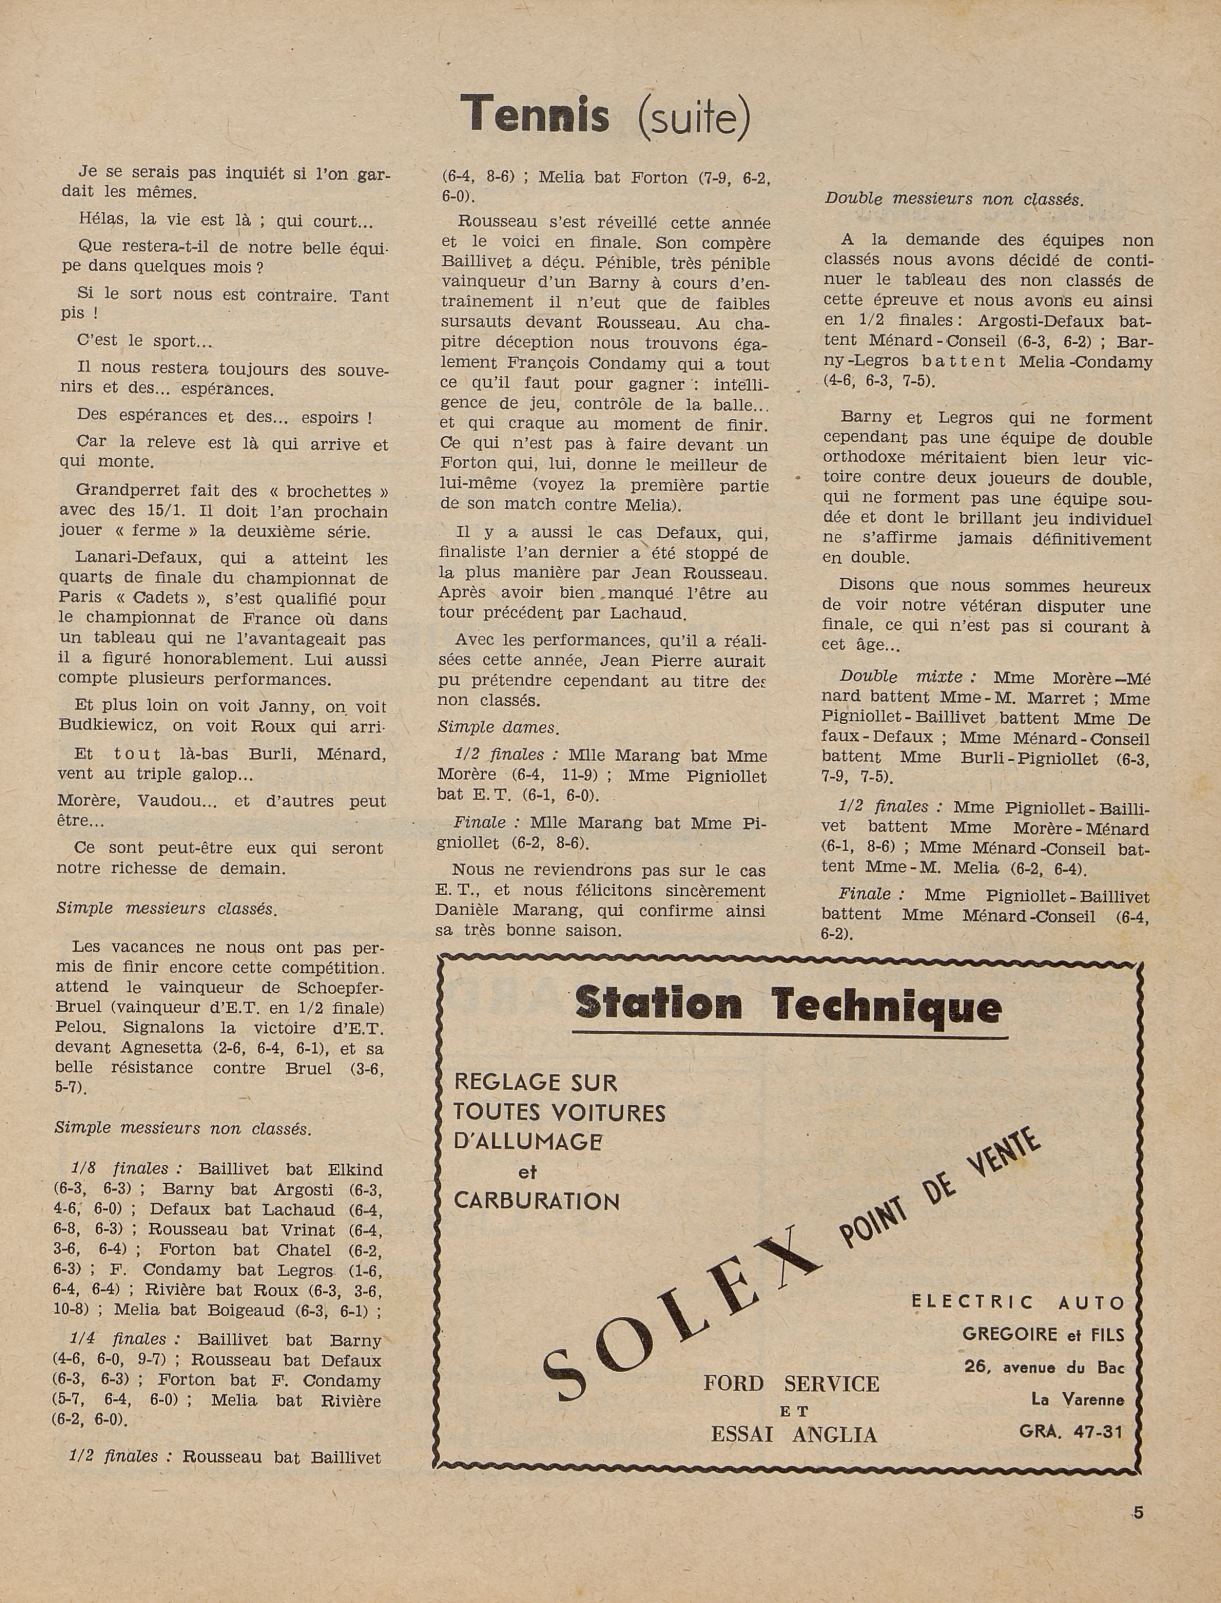 Tennis (suite)
Je se serais pas inquiét si l'on gar-
dait les mêmes.
Hélas, la vie est là ; qui court...
Que restera-t-il de notre belle équi-
pe dans quelques mois ?
Si le sort nous est contraire. Tant
pis !
C'est le sport...
Il nous restera toujours des souve-
nirs et des... espérances.
Des espérances et des... espoirs !
Car la releve est là qui arrive et
qui monte.
Grandperret fait des « brochettes »
avec des 15/1. Il doit l'an prochain
jouer « ferme » la deuxième série.
Lanari-Defaux, qui a atteint les
quarts de finale du championnat de
Paris « Cadets », s'est qualifié pour
le championnat de France où dans
un tableau qui ne l'avantageait pas
il a figuré honorablement. Lui aussi
compte plusieurs performances.
Et plus loin on voit Janny, on voit
Budkiewicz, on voit Roux qui arri-
Et tout là-bas Burli, Ménard,
vent au triple galop...
Morère, Vaudou... et d'autres peut
être...
Ce sont peut-être eux qui seront
notre richesse de demain.
Simple messieurs classés.
Les vacances ne nous ont pas per-
mis de finir encore cette compétition.
attend le vainqueur de Schoepfer-
Bruel (vainqueur d'E.T. en 1/2 finale)
Pelou. Signalons la victoire d'E.T.
devant Agnesetta (2-6, 6-4, 6-1), et sa
belle résistance contre Bruel (3-6,
5-7).
Simple messieurs non classés.
1/8 finales : Baillivet bat Elkind
(6-3, 6-3) ; Barny bat Argosti (6-3,
4-6, 6-0) ; Defaux bat Lachaud (6-4,
6-8, 6-3) ; Rousseau bat Vrinat (6-4,
3-6, 6-4) ; Forton bat Chatel (6-2,
6-3) ; F. Condamy bat Legros (1-6,
6-4, 6-4) ; Rivière bat Roux (6-3, 3-6,
10-8) ; Melia bat Boigeaud (6-3, 6-1) ;
1/4 finales : Baillivet bat Barny
(4-6, 6-0, 9-7) ; Rousseau bat Defaux
(6-3, 6-3) ; Forton bat F. Condamy
(5-7, 6-4, 6-0) ; Melia bat Rivière
(6-2, 6-0).
1/2 finales : Rousseau bat Baillivet
(6-4, 8-6) ; Melia bat Forton (7-9, 6-2,
6-0).
Rousseau s'est réveillé cette année
et le voici en finale. Son compère
Baillivet a déçu. Pénible, très pénible
vainqueur d'un Barny à cours d'en-
traînement il n'eut que de faibles
sursauts devant Rousseau. Au cha-
pitre déception nous trouvons éga-
lement François Condamy qui a tout
ce qu'il faut pour gagner : intelli-
gence de jeu, contrôle de la balle...
et qui craque au moment de finir.
Ce qui n'est pas à faire devant un
Forton qui, lui, donne le meilleur de
lui-même (voyez la première partie
de son match contre Melia).
Il y a aussi le cas Defaux, qui,
finaliste l'an dernier a été stoppé de
la plus manière par Jean Rousseau.
Après avoir bien manqué l'être au
tour précédent par Lachaud.
Avec les performances, qu'il a réali-
sées cette année, Jean Pierre aurait
pu prétendre cependant au titre des
non classés.
Simple dames.
1/2 finales : Mlle Marang bat Mme
Morère (6-4, 11-9) ; Mme Pigniollet
bat E.T. (6-1, 6-0).
Finale : Mlle Marang bat Mme Pi-
gniollet (6-2, 8-6).
Nous ne reviendrons pas sur le cas
E.T., et nous félicitons sincèrement
Danièle Marang, qui confirme ainsi
sa très bonne saison.
Double messieurs non classés.
A la demande des équipes non
classés nous avons décidé de conti-
nuer le tableau des non classés de
cette épreuve et nous avons eu ainsi
en 1/2 finales : Argosti-Defaux bat-
tent Ménard-Conseil (6-3, 6-2) ; Bar-
ny-Legros battent Melia-Condamy
(4-6, 6-3, 7-5).
Barny et Legros qui ne forment
cependant pas une équipe de double
orthodoxe méritaient bien leur vic-
toire contre deux joueurs de double,
qui ne forment pas une équipe sou-
dée et dont le brillant jeu individuel
ne s'affirme jamais définitivement
en double.
Disons que nous sommes heureux
de voir notre vétéran disputer une
finale, ce qui n'est pas si courant à
cet âge...
Double mixte : Mme Morère-Mé
nard battent Mme-M. Marret ; Mme
Pigniollet-Baillivet battent Mme De
faux-Defaux ; Mme Ménard-Conseil
battent Mme Burli-Pigniollet (6-3,
7-9, 7-5).
1/2 finales : Mme Pigniollet-Bailli-
vet battent Mme Morère-Ménard
(6-1, 8-6) ; Mme Ménard-Conseil bat-
tent Mme-M. Melia (6-2, 6-4).
Finale : Mme Pigniollet-Baillivet
battent Mme Ménard-Conseil (6-4,
6-2).
Station Technique
REGLAGE SUR
TOUTES VOITURES
D'ALLUMAGE
et
CARBURATION
SOLEX POINT DE VENTE
FORD SERVICE
ET
ESSAI ANGLIA
ELECTRIC AUTO
GREGOIRE et FILS
26, avenue du Bac
La Varenne
GRA. 47-31
5